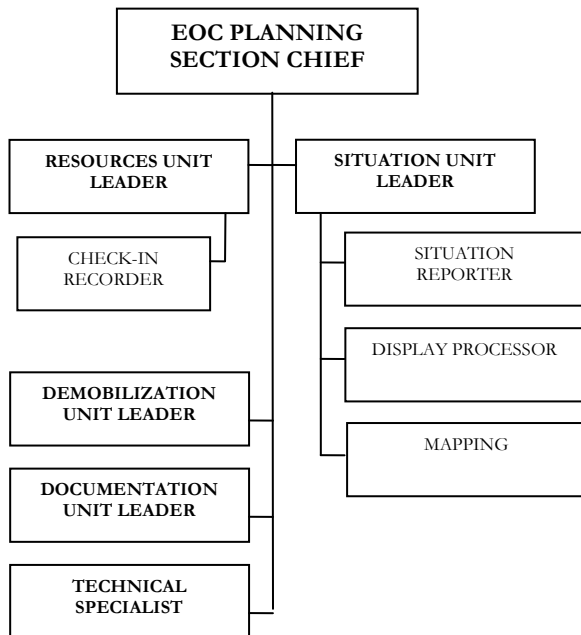 EOC PLANNING
SECTION CHIEF
RESOURCES UNIT
LEADER
SITUATION UNIT
LEADER
CHECK-IN
RECORDER
SITUATION
REPORTER
DISPLAY PROCESSOR
DEMOBILIZATION
UNIT LEADER
MAPPING
DOCUMENTATION
UNIT LEADER
TECHNICAL
SPECIALIST